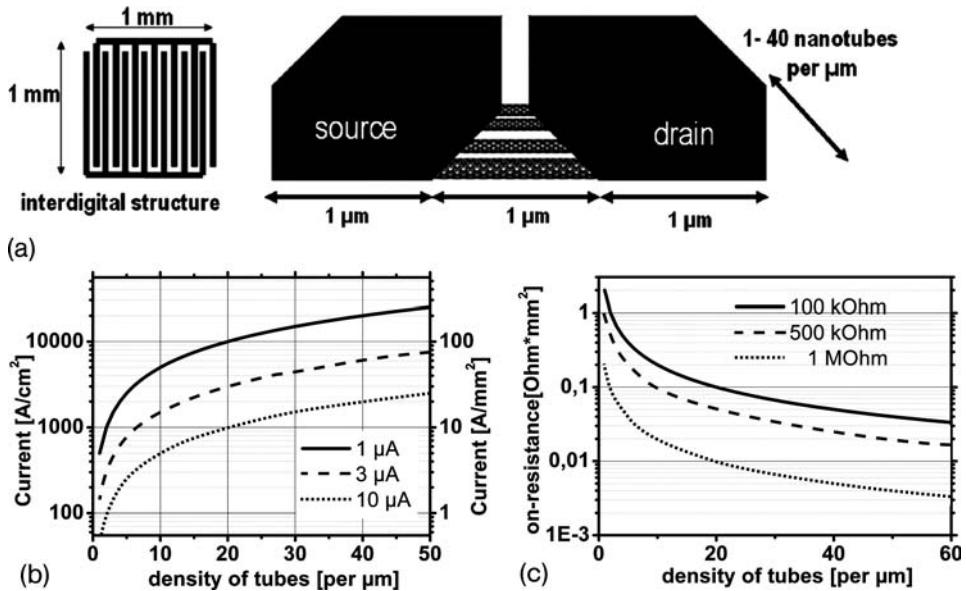 1 mm
1 mm
interdigital structure
source
drain
1- 40 nanotubes
per µm
1 µm
1 µm
1 µm
(a)
Current [A/cm²]
10000
1000
100
100
10
1
Current [A/mm²]
1 µA
3 µA
10 µA
0
10
20
30
40
50
density of tubes [per µm]
(b)
on-resistance[Ohm*mm²]
1
0,1
0,01
1E-3
100 kOhm
500 kOhm
1 MOhm
0
20
40
60
density of tubes [per µm]
(c)